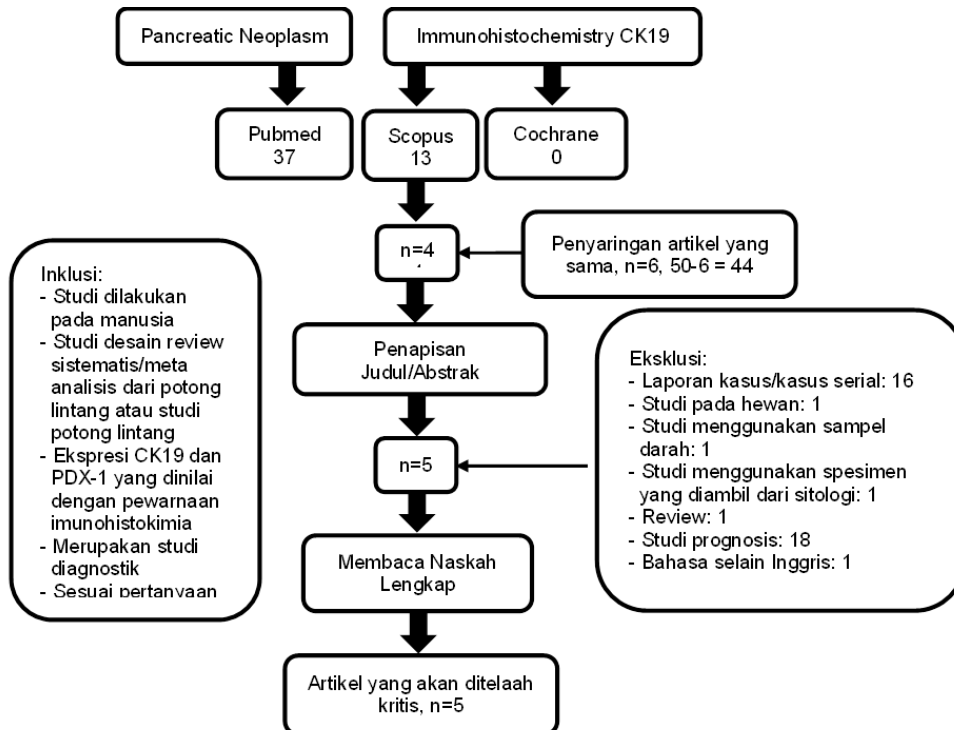 Pancreatic Neoplasm
Immunohistochemistry CK19
Pubmed
37
Scopus
13
Cochrane
0
n=4
Penyaringan artikel yang
sama, n=6, 50-6 = 44
Inklusi:
- Studi dilakukan
pada manusia
- Studi desain review
sistematis/meta
analisis dari potong
lintang atau studi
potong lintang
- Ekspresi CK19 dan
PDX-1 yang dinilai
dengan pewarnaan
imunohistokimia
- Merupakan studi
diagnostik
- Sesuai pertanyaan
Penapisan
Judul/Abstrak
Eksklusi:
- Laporan kasus/kasus serial: 16
- Studi pada hewan: 1
- Studi menggunakan sampel
darah: 1
- Studi menggunakan spesimen
yang diambil dari sitologi: 1
- Review: 1
- Studi prognosis: 18
- Bahasa selain Inggris: 1
n=5
Membaca Naskah
Lengkap
Artikel yang akan ditelaah
kritis, n=5